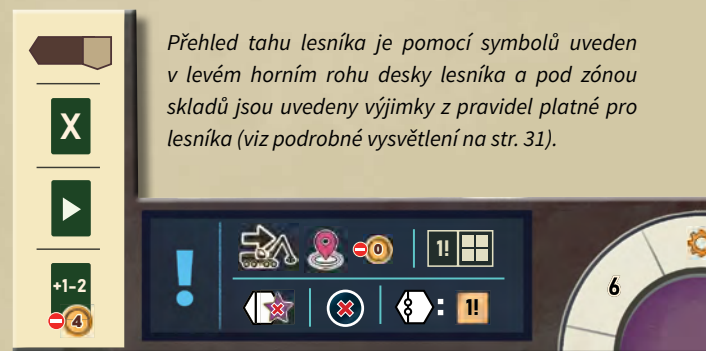 Přehled tahu lesníka je pomocí symbolů uveden
v levém horním rohu desky lesníka a pod zónou
skladů jsou uvedeny výjimky z pravidel platné pro
lesníka (viz podrobné vysvětlení na str. 31).
X
+1-2
4
!
0
1!
:
1!
6